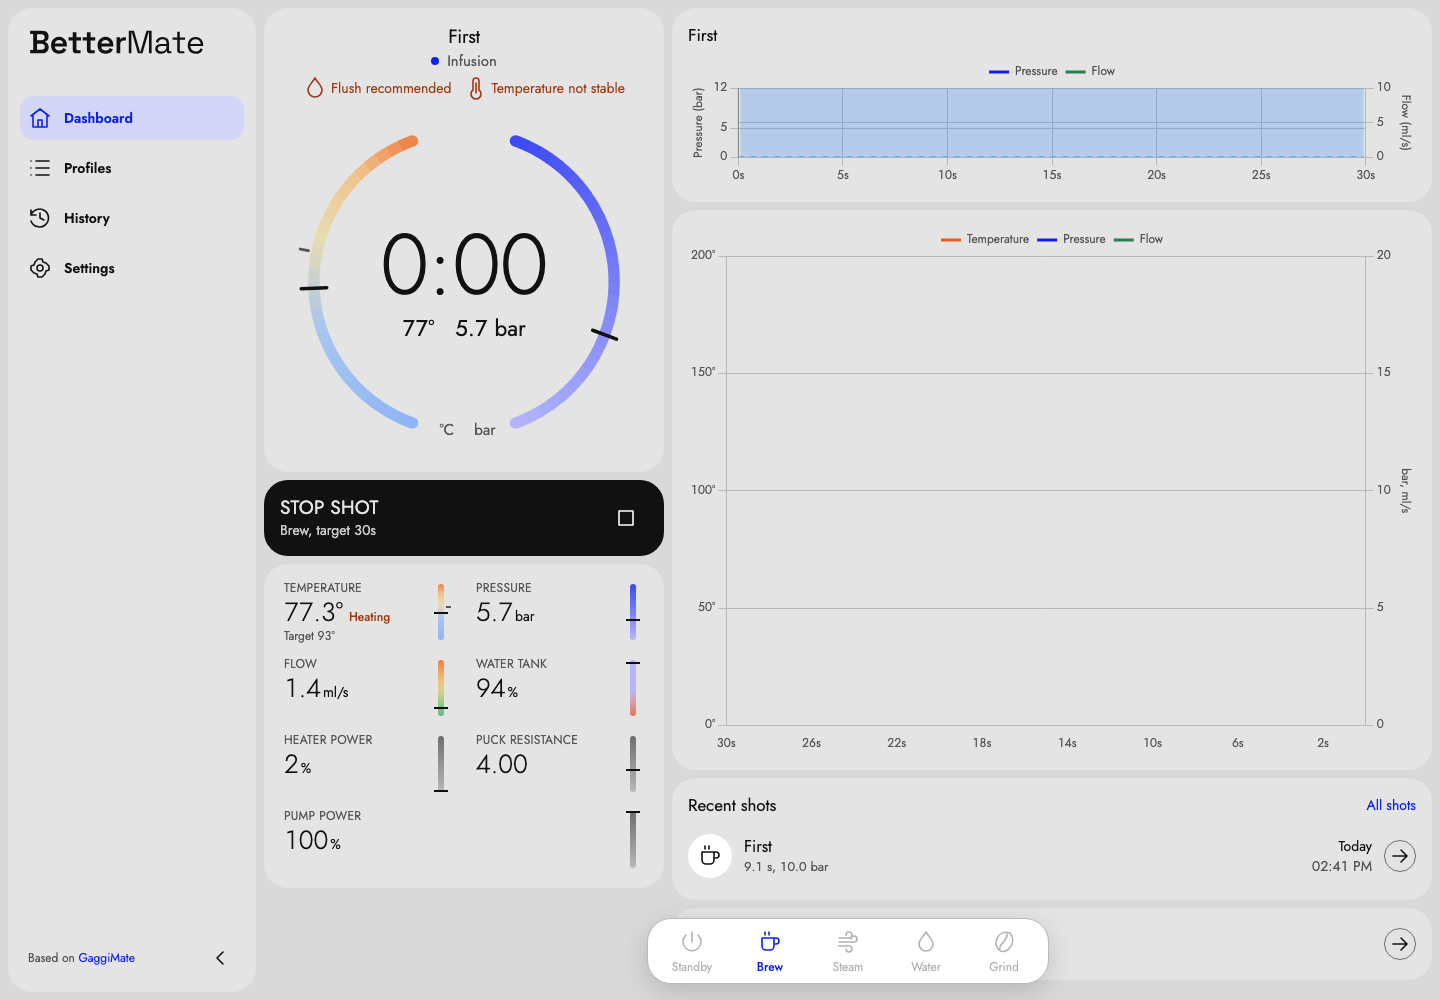 BetterMate
Dashboard
Profiles
History
Settings
Based on GaggiMate
First
Infusion
Flush recommended
Temperature not stable
0:00
77° 5.7 bar
°C bar
STOP SHOT
Brew, target 30s
TEMPERATURE
77.3° Heating
Target 93°
PRESSURE
5.7 bar
FLOW
1.4 ml/s
WATER TANK
94 %
HEATER POWER
2 %
PUCK RESISTANCE
4.00
PUMP POWER
100 %
First
Pressure Flow
Pressure (bar)
12
5
0
10
5
0
Flow (ml/s)
0s 5s 10s 15s 20s 25s 30s
Temperature Pressure Flow
200°
150°
100°
50°
0°
20
15
10
5
0
bar, ml/s
30s 26s 22s 18s 14s 10s 6s 2s
Recent shots
All shots
First
9.1 s, 10.0 bar
Today
02:41 PM
Standby
Brew
Steam
Water
Grind